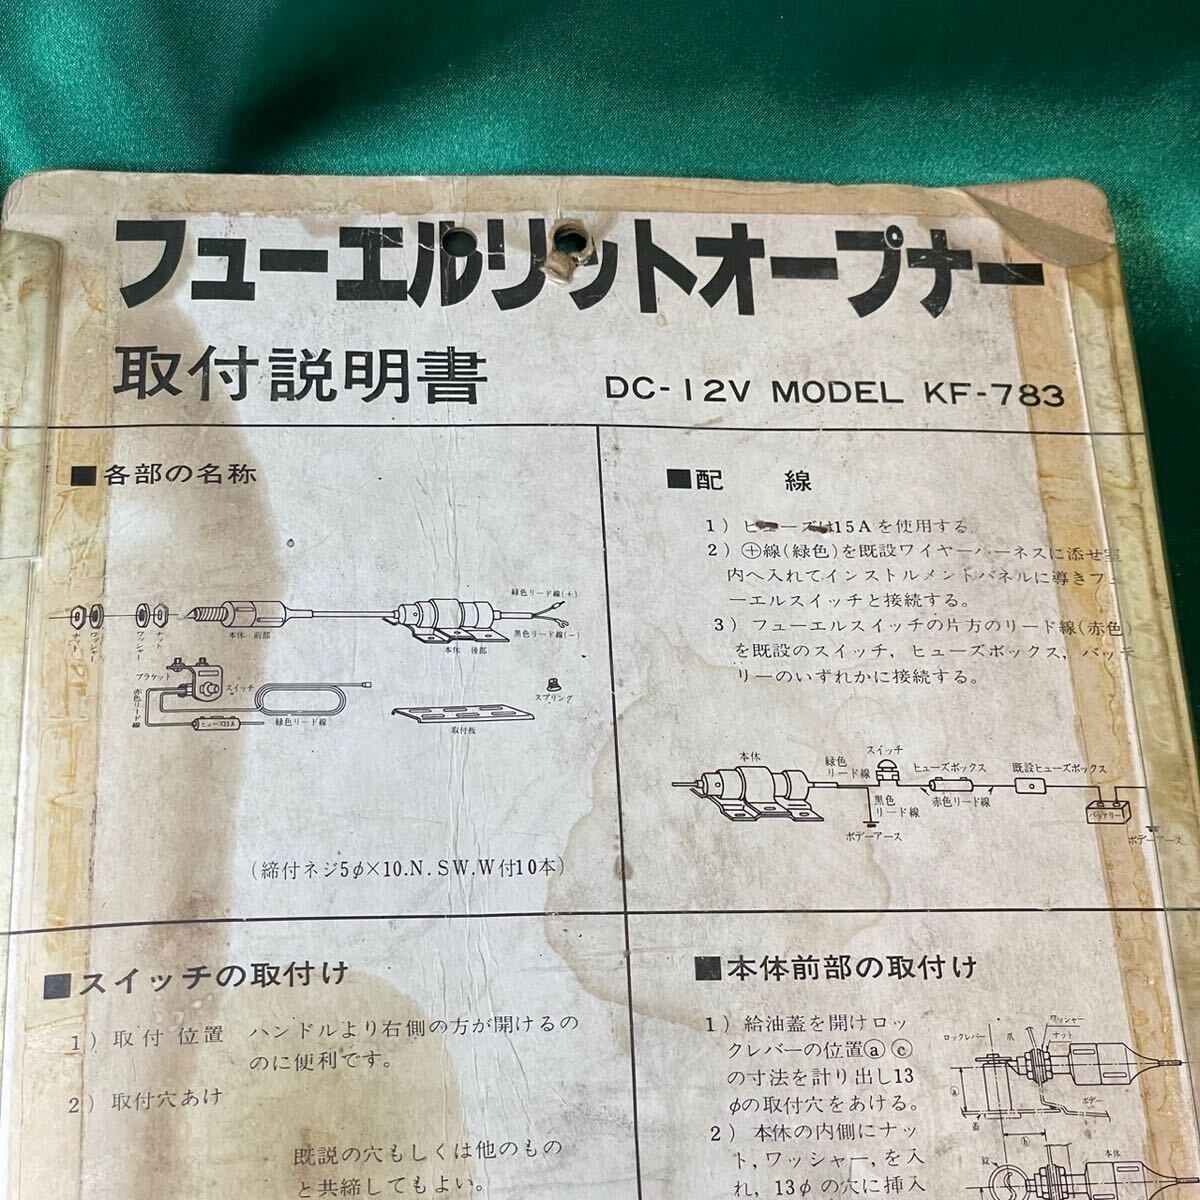 フューエルリットオープナー
取付説明書
DC-12V MODEL KF-783
■各部の名称
ナット
ワッシャー
ワッシャー
ナット
本体 前部
本体 後部
緑色リード線(+)
黒色リード線(−)
ブラケット
スイッチ
赤色リード線
ヒューズ15A
緑色リード線
スプリング
取付板
(締付ネジ5φ×10.N.SW.W付10本)
■配 線
1) ヒューズは15Aを使用する.
2) ⊕線(緑色)を既設ワイヤーハーネスに添せ室
内へ入れてインストルメントパネルに導きフュ
ーエルスイッチと接続する。
3) フューエルスイッチの片方のリード線(赤色)
を既設のスイッチ, ヒューズボックス, バッテ
リーのいずれかに接続する。
本体
緑色
リード線
スイッチ
黒色
リード線
ボデーアース
ヒューズボックス
赤色リード線
既設ヒューズボックス
バッテリー
ボデーアース
■スイッチの取付け
1) 取付位置 ハンドルより右側の方が開けるの
のに便利です。
2) 取付穴あけ
既説の穴もしくは他のもの
と共締してもよい。
■本体前部の取付け
1) 給油蓋を開けロッ
クレバーの位置ⓐ ⓒ
の寸法を計り出し13
φの取付穴をあける。
2) 本体の内側にナッ
ト, ワッシャー, を入
れ, 13φの穴に挿入
ロックレバー
爪
ワッシャー
ナット
ⓐ
ボデー
蓋
ⓑ
錠
本体